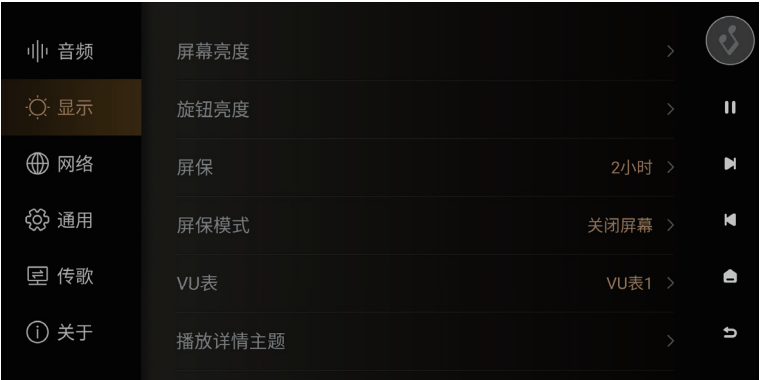 音频
显示
网络
通用
传歌
关于
屏幕亮度
旋钮亮度
屏保 2小时
屏保模式 关闭屏幕
VU表 VU表1
播放详情主题